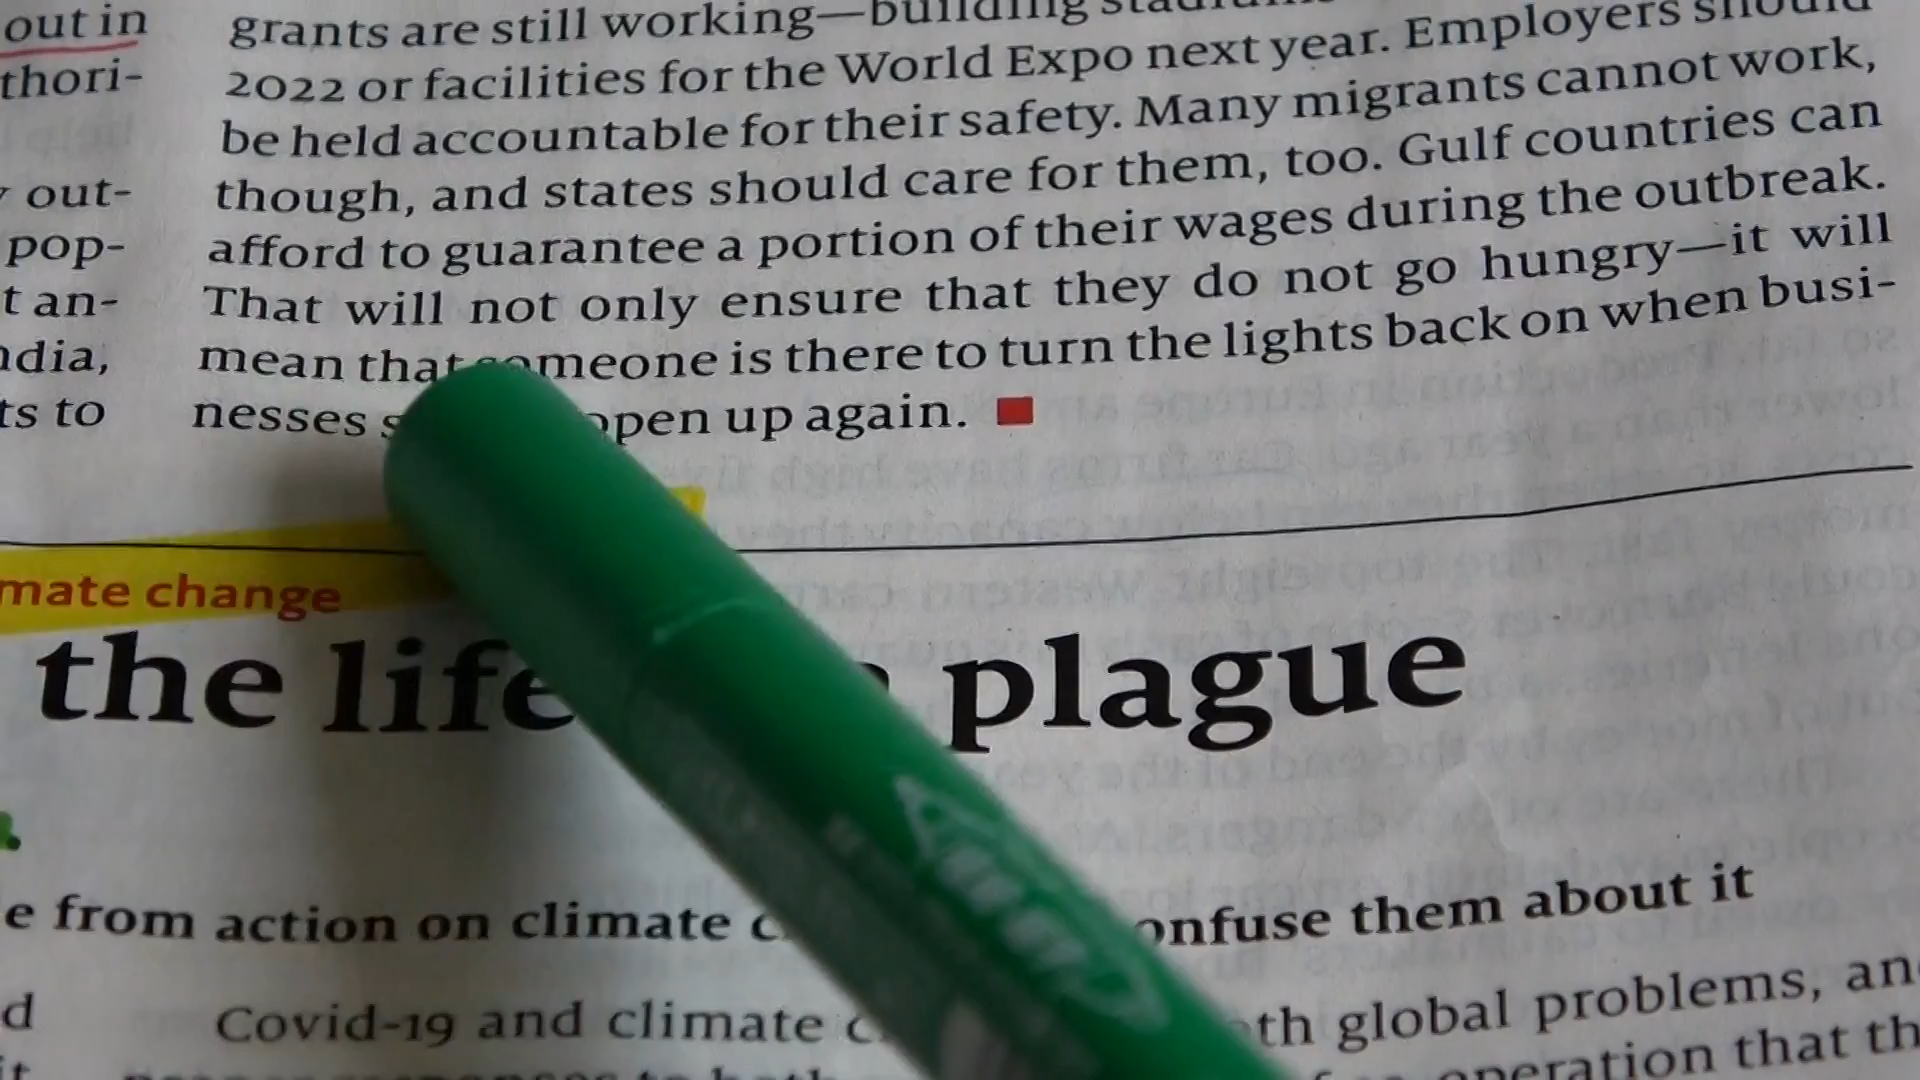 out in
thori-
out-
pop-
t an-
dia,
ts to
grants are still working—building
2022 or facilities for the World Expo next year. Employers should
be held accountable for their safety. Many migrants cannot work,
though, and states should care for them, too. Gulf countries can
afford to guarantee a portion of their wages during the outbreak.
That will not only ensure that they do not go hungry—it will
mean that someone is there to turn the lights back on when busi-
nesses open up again.
mate change
the life plague
e from action on climate onfuse them about it
d
it
Covid-19 and climate th global problems, an
operation that th